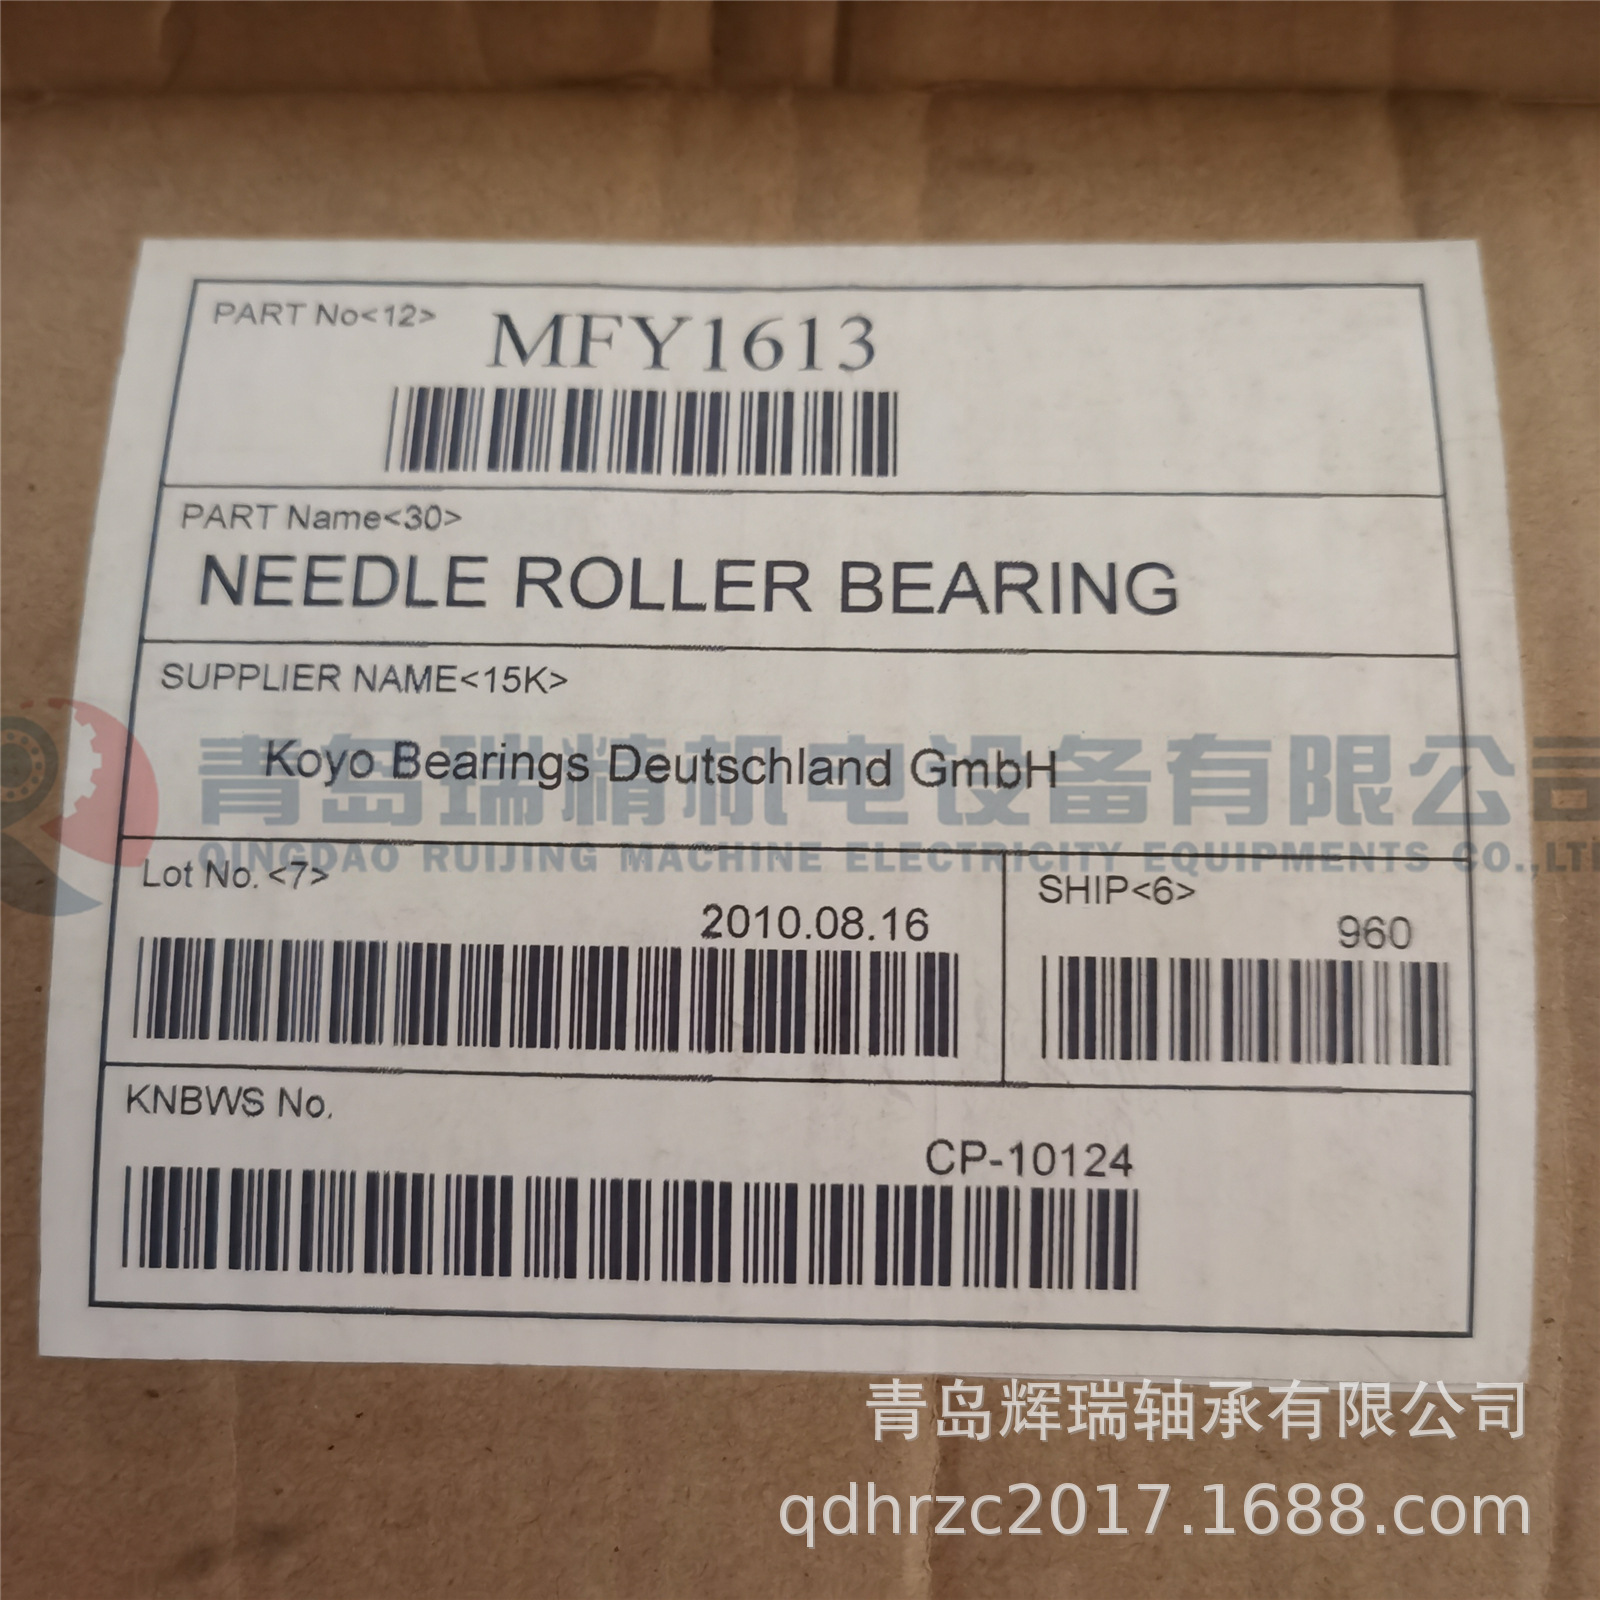 PART No<12>
MFY1613
PART Name<30>
NEEDLE ROLLER BEARING
SUPPLIER NAME<15K>
Koyo Bearings Deutschland GmbH
青岛瑞精机电设备有限公司
QINGDAO RUIJING MACHINE ELECTRICITY EQUIPMENTS CO.,LTD
Lot No.<7>
2010.08.16
SHIP<6>
960
KNBWS No.
CP-10124
青岛辉瑞轴承有限公司
qdhrzc2017.1688.com